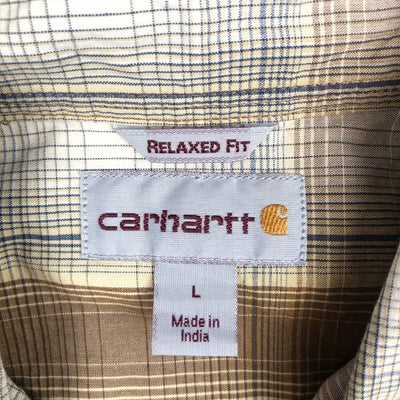 RELAXED FIT
carhartt
L
Made in
India